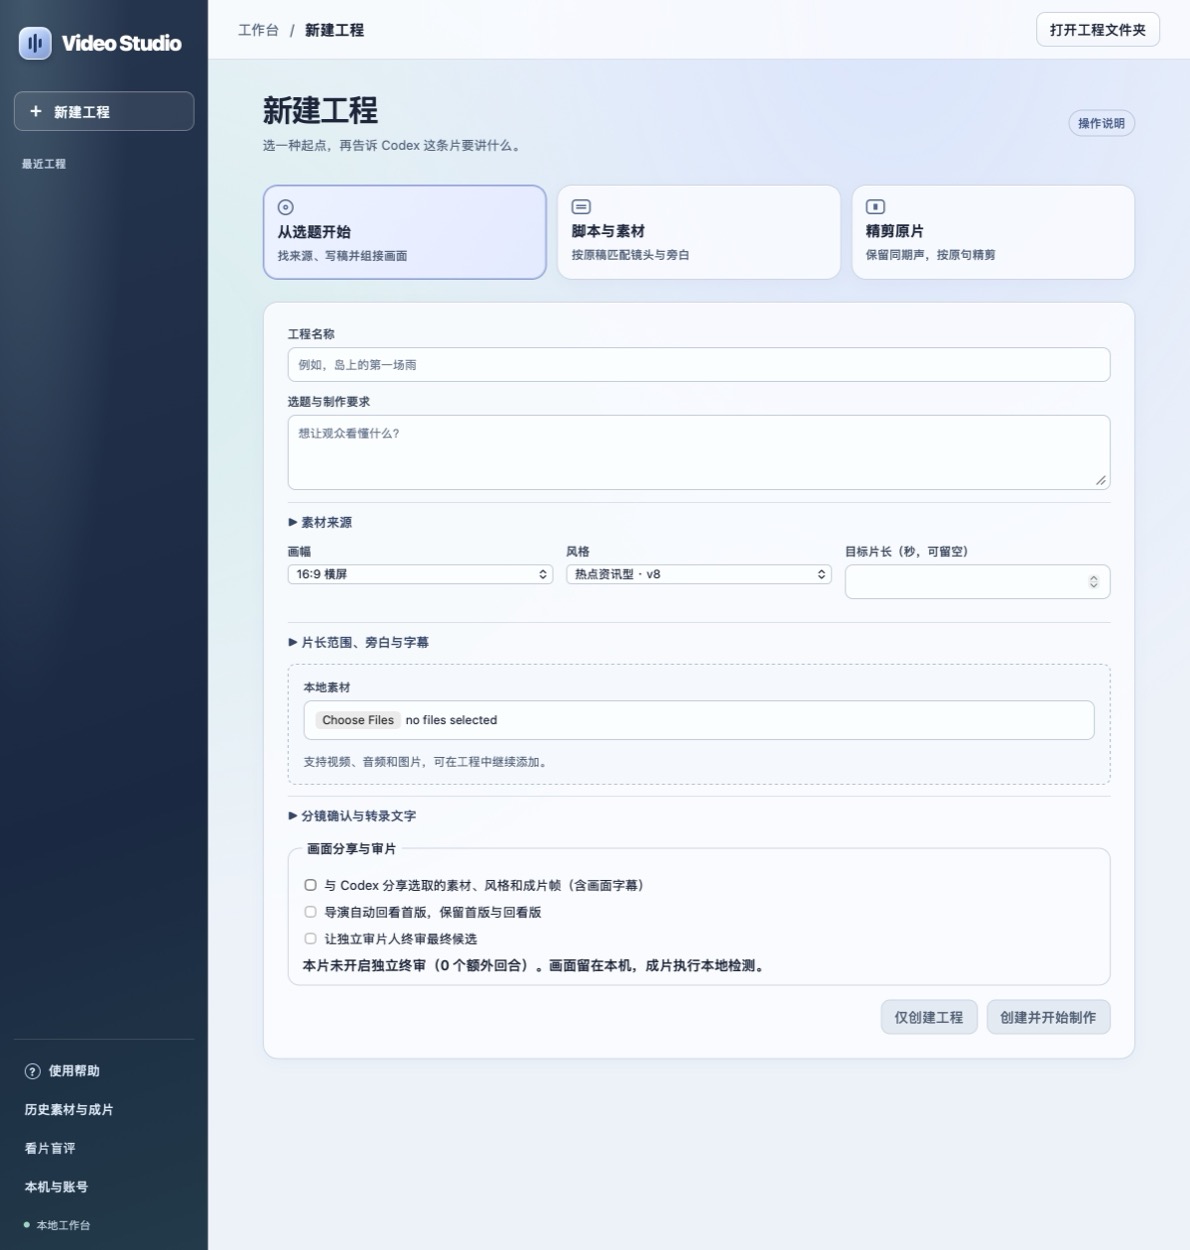 Video Studio
+ 新建工程
最近工程
工作台 / 新建工程
打开工程文件夹
新建工程
选一种起点，再告诉 Codex 这条片要讲什么。
操作说明
从选题开始
找来源、写稿并组接画面
脚本与素材
按原稿匹配镜头与旁白
精剪原片
保留同期声，按原句精剪
工程名称
例如，岛上的第一场雨
选题与制作要求
想让观众看懂什么？
素材来源
画幅
风格
目标片长（秒，可留空）
16:9 横屏
热点资讯型 · v8
片长范围、旁白与字幕
本地素材
Choose Files no files selected
支持视频、音频和图片，可在工程中继续添加。
分镜确认与转录文字
画面分享与审片
与 Codex 分享选取的素材、风格和成片帧（含画面字幕）
导演自动回看首版，保留首版与回看版
让独立审片人终审最终候选
本片未开启独立终审（0 个额外回合）。画面留在本机，成片执行本地检测。
仅创建工程
创建并开始制作
? 使用帮助
历史素材与成片
看片盲评
本机与账号
本地工作台